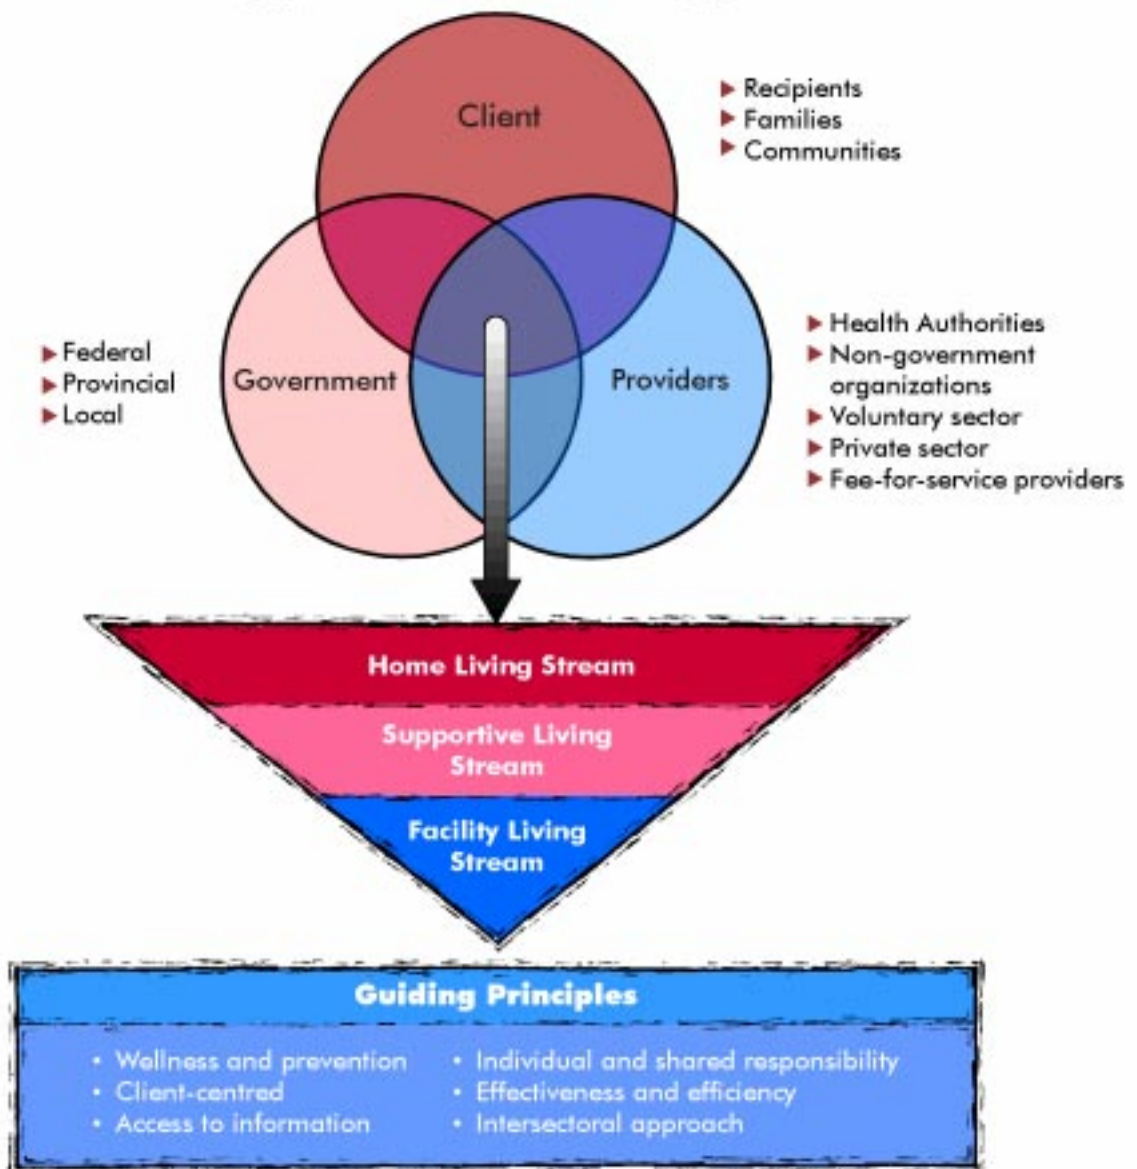 Client
▶ Recipients
▶ Families
▶ Communities
▶ Federal
▶ Provincial
▶ Local
Government
Providers
▶ Health Authorities
▶ Non-government
organizations
▶ Voluntary sector
▶ Private sector
▶ Fee-for-service providers
Home Living Stream
Supportive Living
Stream
Facility Living
Stream
Guiding Principles
• Wellness and prevention
• Client-centred
• Access to information
• Individual and shared responsibility
• Effectiveness and efficiency
• Intersectoral approach